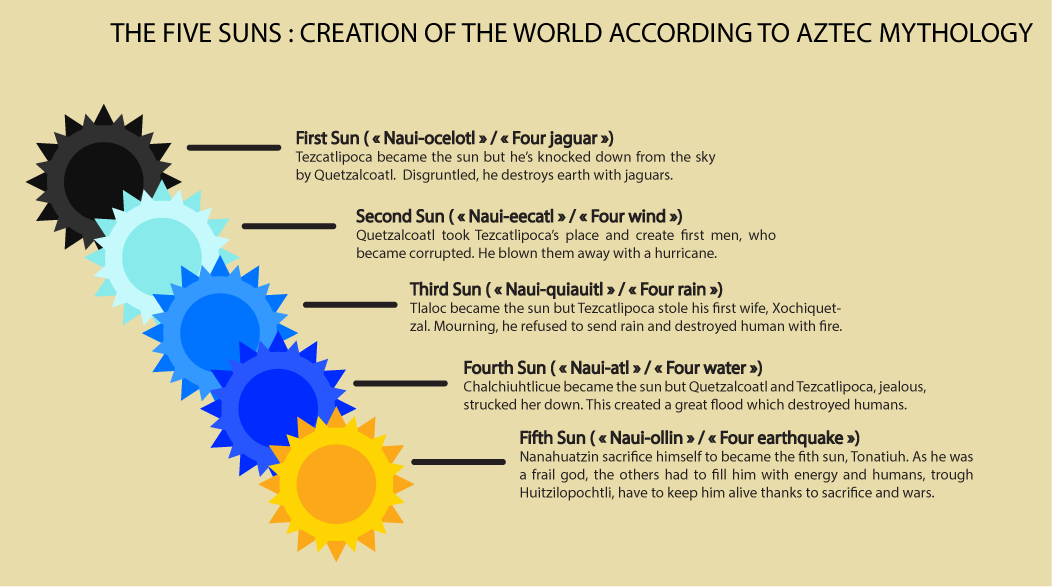 THE FIVE SUNS : CREATION OF THE WORLD ACCORDING TO AZTEC MYTHOLOGY
First Sun ( « Naui-ocelotl » / « Four jaguar »)
Tezcatlipoca became the sun but he's knocked down from the sky
by Quetzalcoatl. Disgruntled, he destroys earth with jaguars.
Second Sun ( « Naui-eecatl » / « Four wind »)
Quetzalcoatl took Tezcatlipoca's place and create first men, who
became corrupted. He blown them away with a hurricane.
Third Sun ( « Naui-quiauitl » / « Four rain »)
Tlaloc became the sun but Tezcatlipoca stole his first wife, Xochiquet-
zal. Mourning, he refused to send rain and destroyed human with fire.
Fourth Sun ( « Naui-atl » / « Four water »)
Chalchiuhtlicue became the sun but Quetzalcoatl and Tezcatlipoca, jealous,
strucked her down. This created a great flood which destroyed humans.
Fifth Sun ( « Naui-ollin » / « Four earthquake »)
Nanahuatzin sacrifice himself to became the fith sun, Tonatiuh. As he was
a frail god, the others had to fill him with energy and humans, trough
Huitzilopochtli, have to keep him alive thanks to sacrifice and wars.